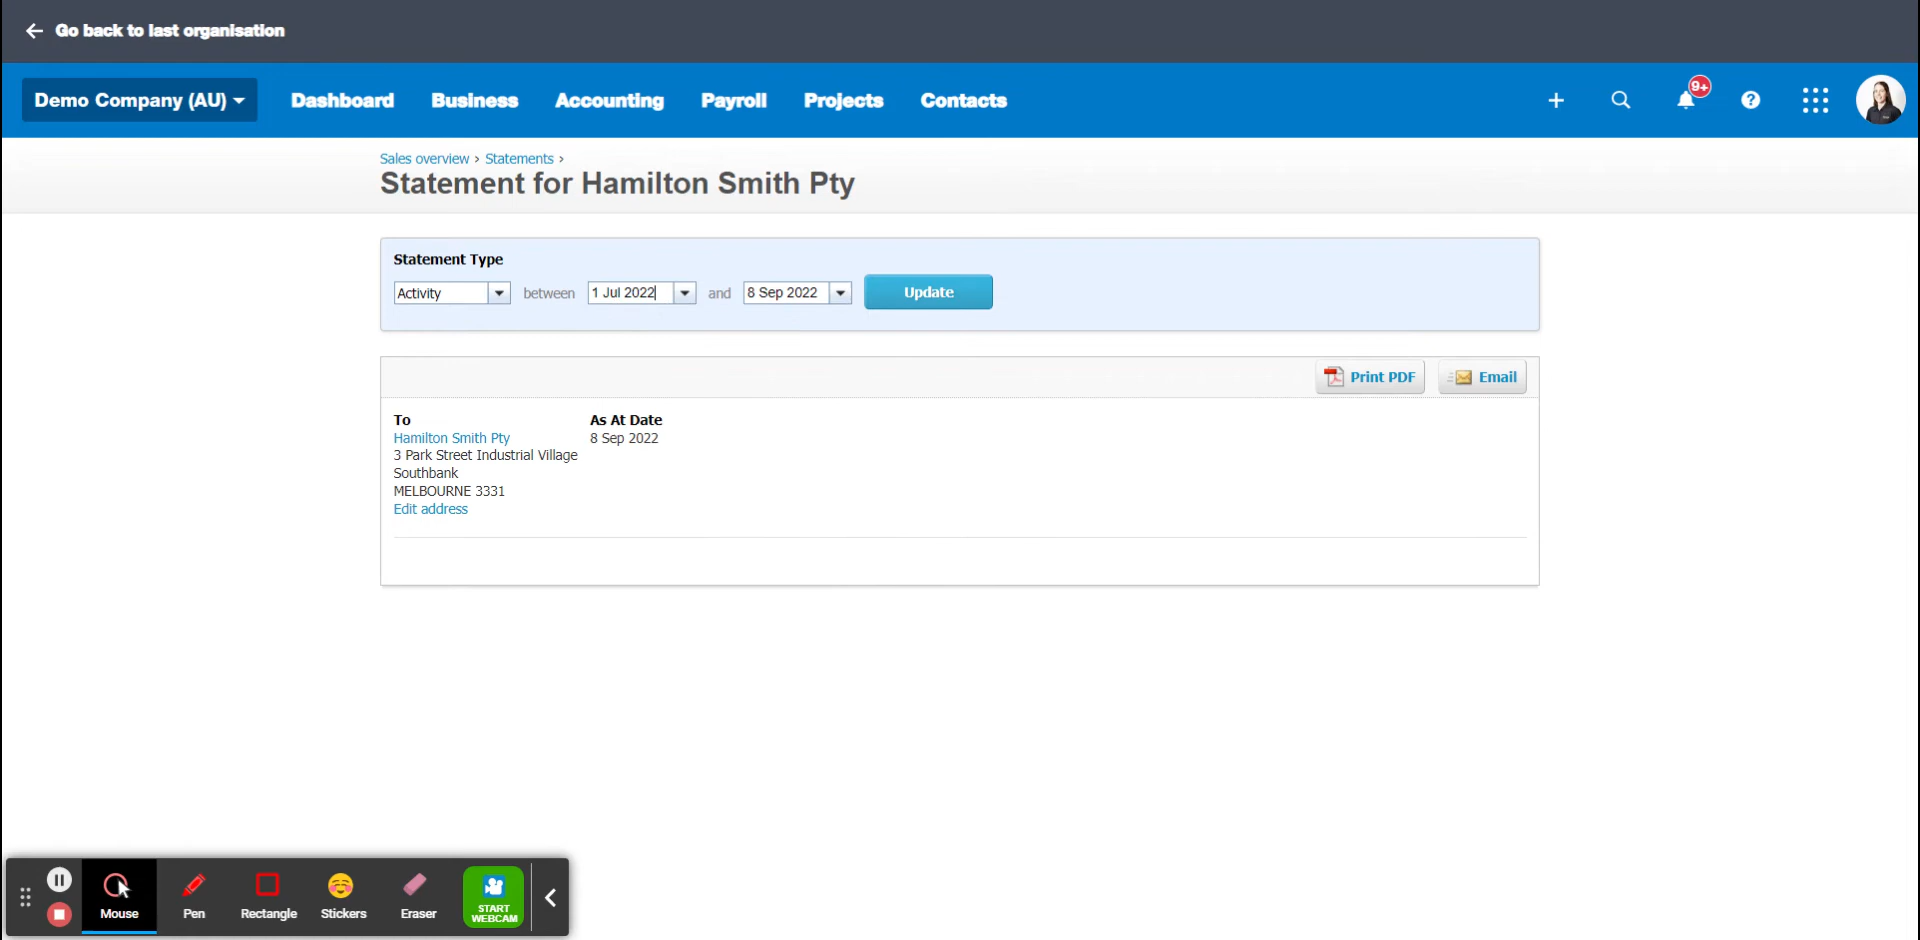 Go back to last organisation
Demo Company (AU) Dashboard Business Accounting Payroll Projects Contacts 9+
Sales overview › Statements ›
Statement for Hamilton Smith Pty
Statement Type
Activity between 1 Jul 2022 and 8 Sep 2022 Update
Print PDF Email
To As At Date
Hamilton Smith Pty 8 Sep 2022
3 Park Street Industrial Village
Southbank
MELBOURNE 3331
Edit address
Mouse Pen Rectangle Stickers Eraser START
WEBCAM